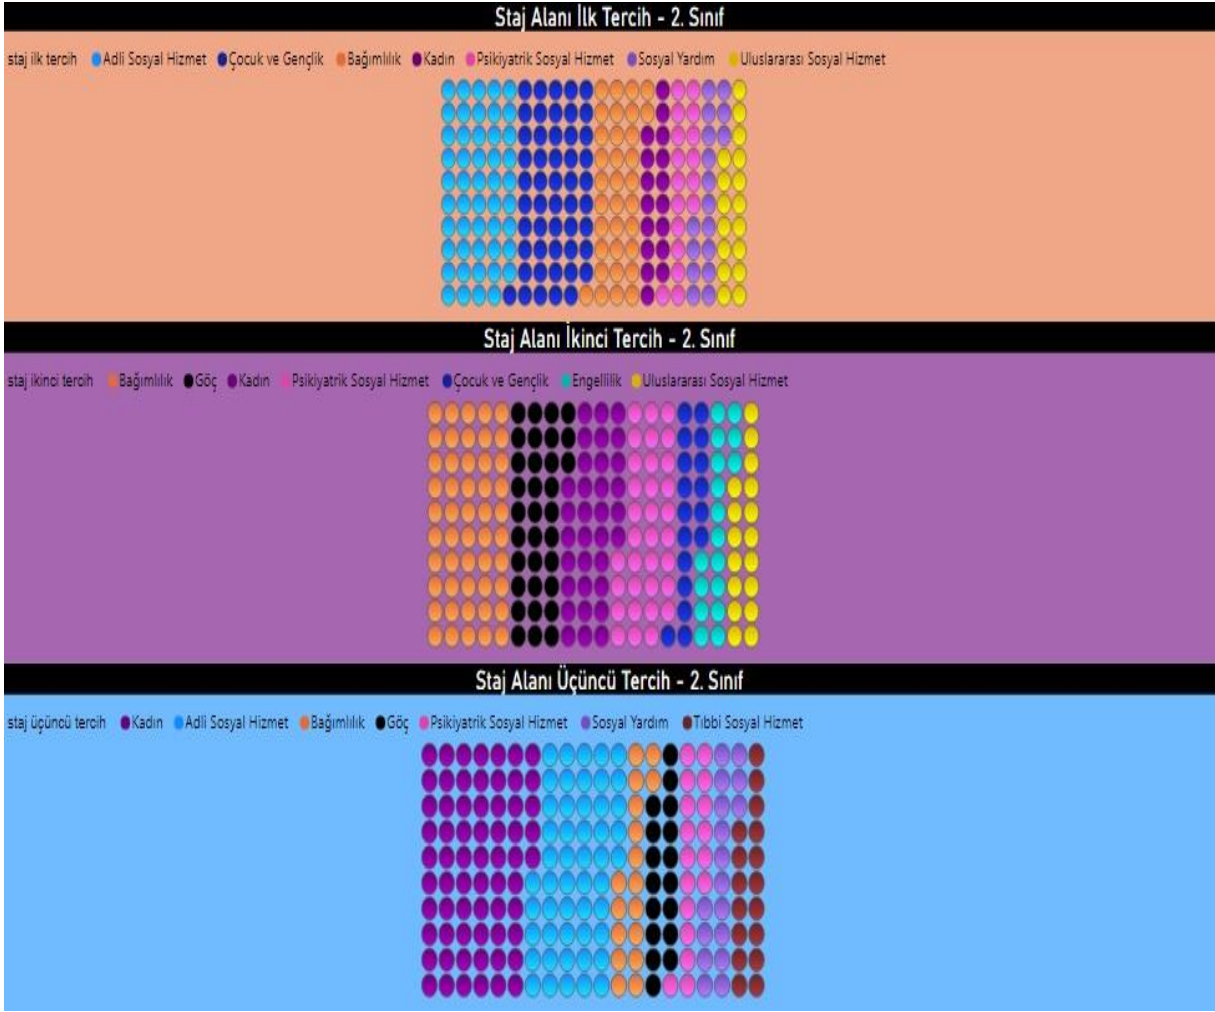 Staj Alanı İlk Tercih - 2. Sınıf
staj ilk tercih Adli Sosyal Hizmet Çocuk ve Gençlik Bağımlılık Kadın Psikiyatrik Sosyal Hizmet Sosyal Yardım Uluslararası Sosyal Hizmet
Staj Alanı İkinci Tercih - 2. Sınıf
staj ikinci tercih Bağımlılık Göç Kadın Psikiyatrik Sosyal Hizmet Çocuk ve Gençlik Engellilik Uluslararası Sosyal Hizmet
Staj Alanı Üçüncü Tercih - 2. Sınıf
staj üçüncü tercih Kadın Adli Sosyal Hizmet Bağımlılık Göç Psikiyatrik Sosyal Hizmet Sosyal Yardım Tıbbi Sosyal Hizmet